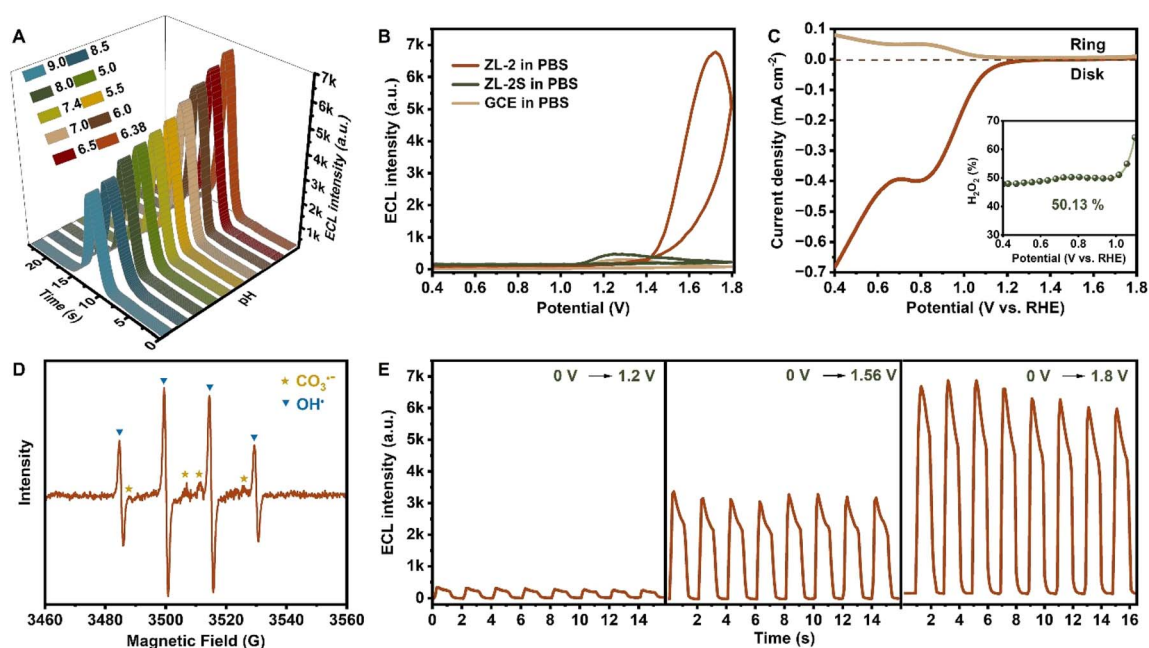 A
9.0 8.5
8.0 5.0
7.4 5.5
7.0 6.0
6.5 6.38
7k
6k
5k
4k
3k
2k
1k
ECL intensity (a.u.)
20
15
10
5
0
Time (s)
pH
B
7k
6k
5k
4k
3k
2k
1k
0
ECL intensity (a.u.)
ZL-2 in PBS
ZL-2S in PBS
GCE in PBS
0.4 0.6 0.8 1.0 1.2 1.4 1.6 1.8
Potential (V)
C
0.1
0.0
−0.1
−0.2
−0.3
−0.4
−0.5
−0.6
−0.7
Current density (mA cm⁻²)
Ring
Disk
70
60
50
40
30
H₂O₂ (%)
50.13 %
0.4 0.6 0.8 1.0
Potential (V vs. RHE)
0.4 0.6 0.8 1.0 1.2 1.4 1.6 1.8
Potential (V vs. RHE)
D
CO₃•−
OH•
Intensity
3460 3480 3500 3520 3540 3560
Magnetic Field (G)
E
7k
6k
5k
4k
3k
2k
1k
0
ECL intensity (a.u.)
0 V → 1.2 V
0 V → 1.56 V
0 V → 1.8 V
0 2 4 6 8 10 12 14
2 4 6 8 10 12 14
2 4 6 8 10 12 14 16
Time (s)